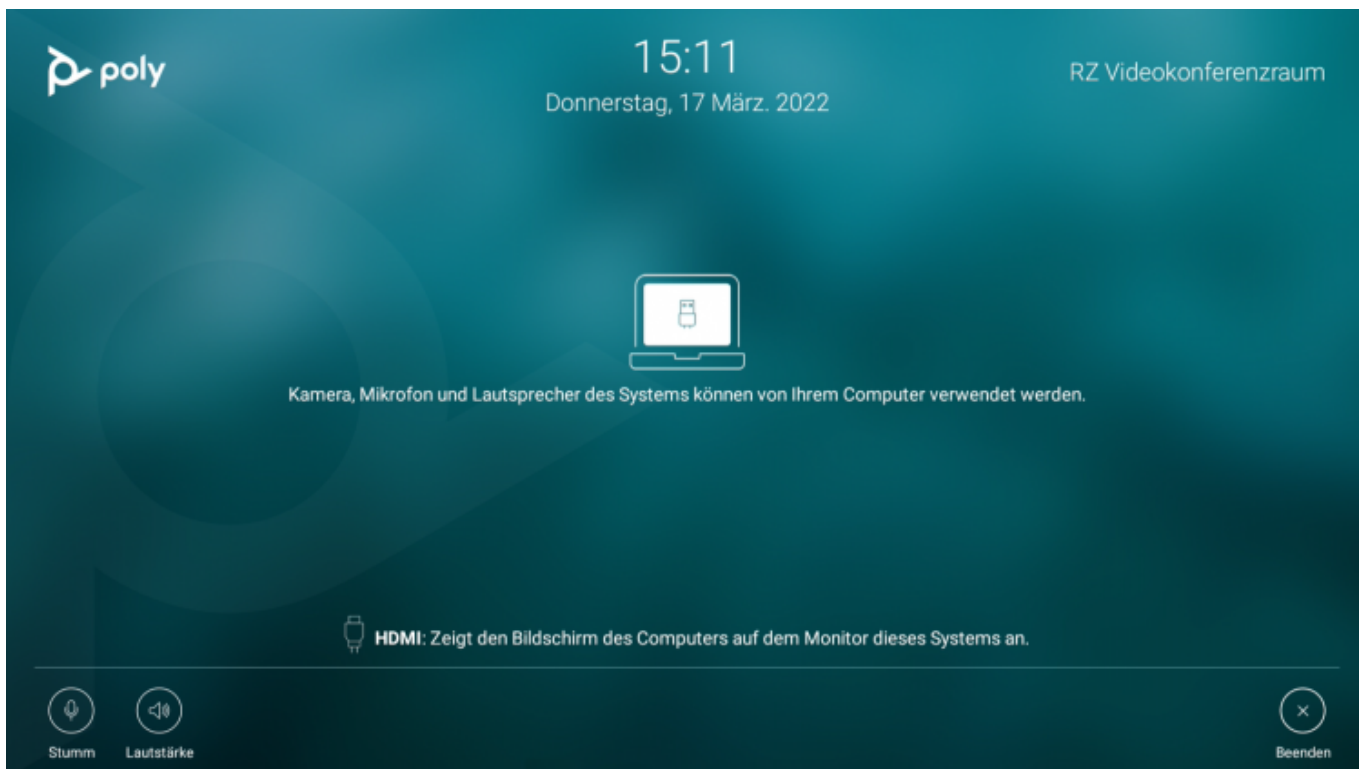 poly
15:11
Donnerstag, 17 März. 2022
RZ Videokonferenzraum
Kamera, Mikrofon und Lautsprecher des Systems können von Ihrem Computer verwendet werden.
HDMI: Zeigt den Bildschirm des Computers auf dem Monitor dieses Systems an.
Stumm
Lautstärke
Beenden